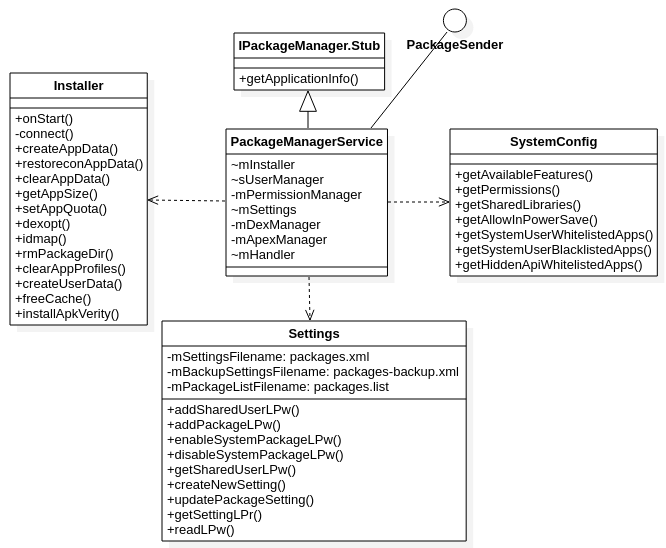 PackageSender
IPackageManager.Stub
+getApplicationInfo()
Installer
+onStart()
-connect()
+createAppData()
+restoreconAppData()
+clearAppData()
+getAppSize()
+setAppQuota()
+dexopt()
+idmap()
+rmPackageDir()
+clearAppProfiles()
+createUserData()
+freeCache()
+installApkVerity()
PackageManagerService
~mInstaller
~sUserManager
-mPermissionManager
~mSettings
-mDexManager
-mApexManager
~mHandler
SystemConfig
+getAvailableFeatures()
+getPermissions()
+getSharedLibraries()
+getAllowInPowerSave()
+getSystemUserWhitelistedApps()
+getSystemUserBlacklistedApps()
+getHiddenApiWhitelistedApps()
Settings
-mSettingsFilename: packages.xml
-mBackupSettingsFilename: packages-backup.xml
-mPackageListFilename: packages.list
+addSharedUserLPw()
+addPackageLPw()
+enableSystemPackageLPw()
+disableSystemPackageLPw()
+getSharedUserLPw()
+createNewSetting()
+updatePackageSetting()
+getSettingLPr()
+readLPw()